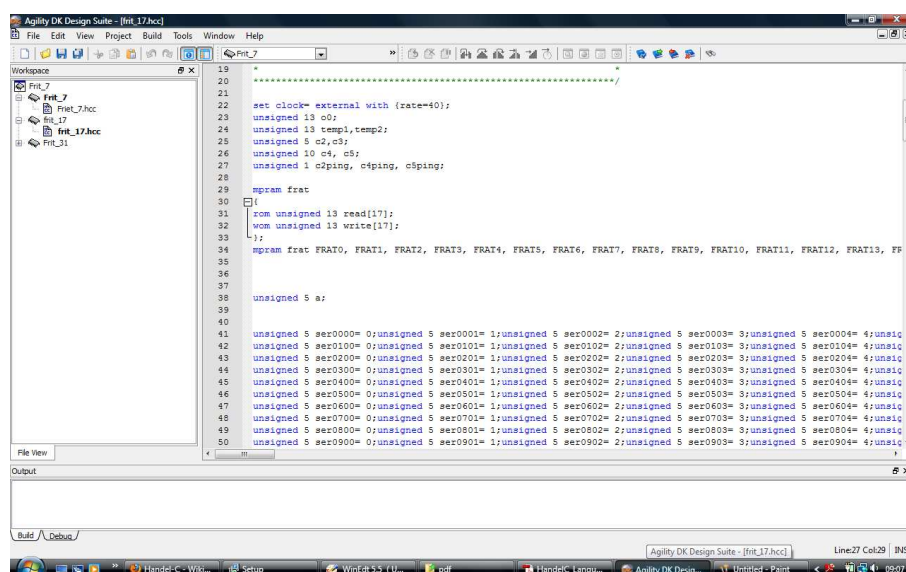 Agility DK Design Suite - [frit_17.hcc]
File Edit View Project Build Tools Window Help
Frit_7
Workspace
Frit_7
Frit_7
Friet_7.hcc
frit_17
frit_17.hcc
Frit_31
File View
19 * *
20 ****************************************************************/
21
22 set clock= external with {rate=40};
23 unsigned 13 o0;
24 unsigned 13 temp1,temp2;
25 unsigned 5 c2,c3;
26 unsigned 10 c4, c5;
27 unsigned 1 c2ping, c4ping, c5ping;
28
29 mpram frat
30 {
31 rom unsigned 13 read[17];
32 wom unsigned 13 write[17];
33 };
34 mpram frat FRAT0, FRAT1, FRAT2, FRAT3, FRAT4, FRAT5, FRAT6, FRAT7, FRAT8, FRAT9, FRAT10, FRAT11, FRAT12, FRAT13, FR
35
36
37
38 unsigned 5 a;
39
40
41 unsigned 5 ser0000= 0;unsigned 5 ser0001= 1;unsigned 5 ser0002= 2;unsigned 5 ser0003= 3;unsigned 5 ser0004= 4;unsig
42 unsigned 5 ser0100= 0;unsigned 5 ser0101= 1;unsigned 5 ser0102= 2;unsigned 5 ser0103= 3;unsigned 5 ser0104= 4;unsig
43 unsigned 5 ser0200= 0;unsigned 5 ser0201= 1;unsigned 5 ser0202= 2;unsigned 5 ser0203= 3;unsigned 5 ser0204= 4;unsig
44 unsigned 5 ser0300= 0;unsigned 5 ser0301= 1;unsigned 5 ser0302= 2;unsigned 5 ser0303= 3;unsigned 5 ser0304= 4;unsig
45 unsigned 5 ser0400= 0;unsigned 5 ser0401= 1;unsigned 5 ser0402= 2;unsigned 5 ser0403= 3;unsigned 5 ser0404= 4;unsig
46 unsigned 5 ser0500= 0;unsigned 5 ser0501= 1;unsigned 5 ser0502= 2;unsigned 5 ser0503= 3;unsigned 5 ser0504= 4;unsig
47 unsigned 5 ser0600= 0;unsigned 5 ser0601= 1;unsigned 5 ser0602= 2;unsigned 5 ser0603= 3;unsigned 5 ser0604= 4;unsig
48 unsigned 5 ser0700= 0;unsigned 5 ser0701= 1;unsigned 5 ser0702= 2;unsigned 5 ser0703= 3;unsigned 5 ser0704= 4;unsig
49 unsigned 5 ser0800= 0;unsigned 5 ser0801= 1;unsigned 5 ser0802= 2;unsigned 5 ser0803= 3;unsigned 5 ser0804= 4;unsig
50 unsigned 5 ser0900= 0;unsigned 5 ser0901= 1;unsigned 5 ser0902= 2;unsigned 5 ser0903= 3;unsigned 5 ser0904= 4;unsig
Output
Build Debug
Agility DK Design Suite - [frit_17.hcc]
Line:27 Col:29 INS
Handel-C - Wiki... Setup WinEdt 5.5 (U... pdf HandelC Langu... Agility DK Desig... Untitled - Paint 09:07